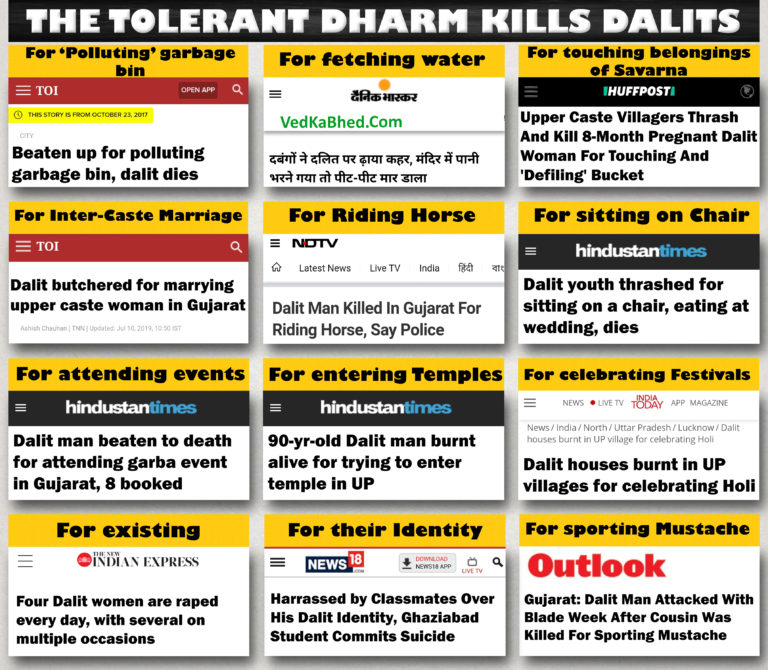 THE TOLERANT DHARM KILLS DALITS
For ‘Polluting’ garbage
bin
TOI
OPEN APP
THIS STORY IS FROM OCTOBER 23, 2017
CITY
Beaten up for polluting
garbage bin, dalit dies
For fetching water
दैनिक भास्कर
VedKaBhed.Com
दबंगों ने दलित पर ढ़ाया कहर, मंदिर में पानी
भरने गया तो पीट-पीट मार डाला
For touching belongings
of Savarna
HUFFPOST
Upper Caste Villagers Thrash
And Kill 8-Month Pregnant Dalit
Woman For Touching And
'Defiling' Bucket
For Inter-Caste Marriage
TOI
Dalit butchered for marrying
upper caste woman in Gujarat
Ashish Chauhan | TNN | Updated: Jul 10, 2019, 10:50 IST
For Riding Horse
NDTV
Latest News Live TV India हिंदी
Dalit Man Killed In Gujarat For
Riding Horse, Say Police
For sitting on Chair
hindustantimes
Dalit youth thrashed for
sitting on a chair, eating at
wedding, dies
For attending events
hindustantimes
Dalit man beaten to death
for attending garba event
in Gujarat, 8 booked
For entering Temples
hindustantimes
90-yr-old Dalit man burnt
alive for trying to enter
temple in UP
For celebrating Festivals
NEWS LIVE TV INDIA TODAY APP MAGAZINE
News / India / North / Uttar Pradesh / Lucknow / Dalit
houses burnt in UP village for celebrating Holi
Dalit houses burnt in UP
villages for celebrating Holi
For existing
THE NEW
INDIAN EXPRESS
Four Dalit women are raped
every day, with several on
multiple occasions
For their Identity
NEWS18.COM
DOWNLOAD
NEWS18 APP
LIVE TV
Harrassed by Classmates Over
His Dalit Identity, Ghaziabad
Student Commits Suicide
For sporting Mustache
Outlook
Gujarat: Dalit Man Attacked With
Blade Week After Cousin Was
Killed For Sporting Mustache